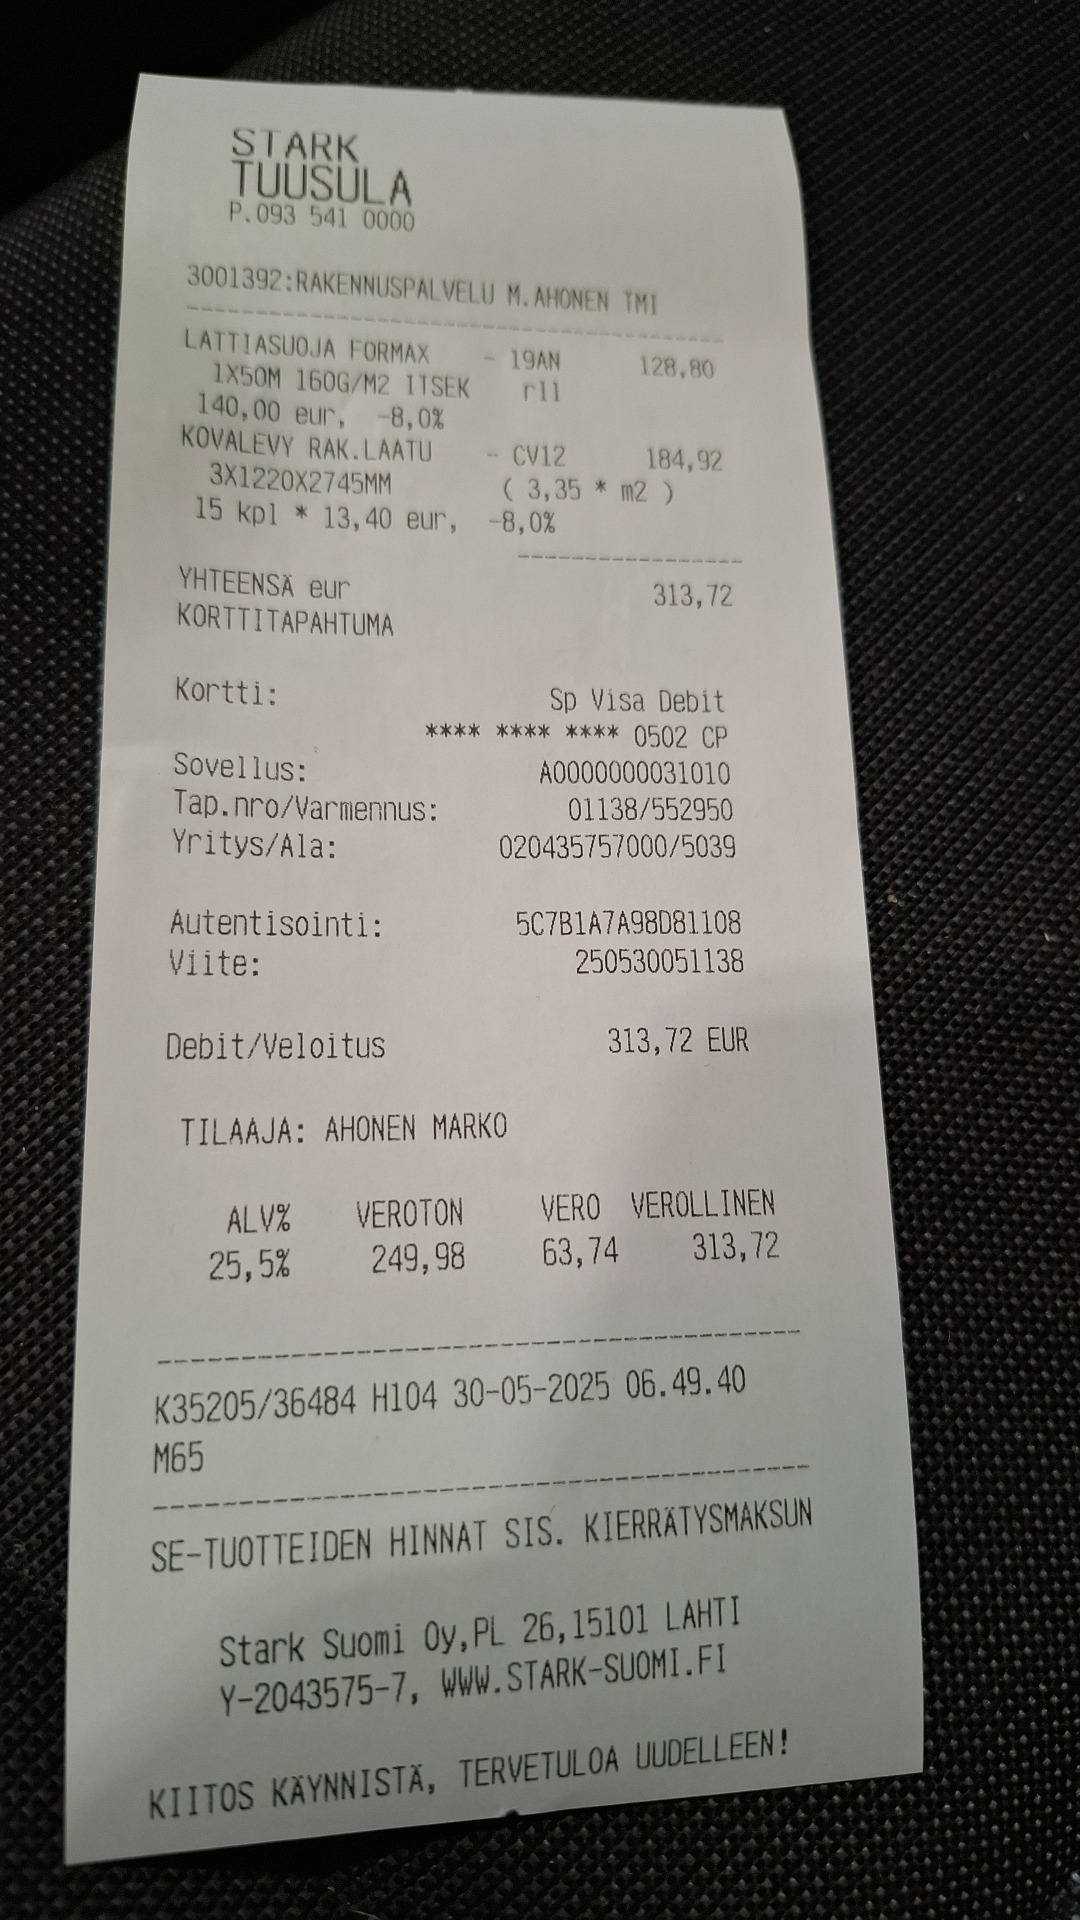 STARK
TUUSULA
P.093 541 0000
3001392:RAKENNUSPALVELU M.AHONEN TMI
LATTIASUOJA FORMAX - 19AN 128,80
1X50M 160G/M2 ITSEK rll
140,00 eur, -8,0%
KOVALEVY RAK.LAATU - CV12 184,92
3X1220X2745MM ( 3,35 * m2 )
15 kpl * 13,40 eur, -8,0%
YHTEENSÄ eur 313,72
KORTTITAPAHTUMA
Kortti: Sp Visa Debit
**** **** **** 0502 CP
Sovellus: A0000000031010
Tap.nro/Varmennus: 01138/552950
Yritys/Ala: 020435757000/5039
Autentisointi: 5C7B1A7A98D81108
Viite: 250530051138
Debit/Veloitus 313,72 EUR
TILAAJA: AHONEN MARKO
ALV% VEROTON VERO VEROLLINEN
25,5% 249,98 63,74 313,72
K35205/36484 H104 30-05-2025 06.49.40
M65
SE-TUOTTEIDEN HINNAT SIS. KIERRÄTYSMAKSUN
Stark Suomi Oy,PL 26,15101 LAHTI
Y-2043575-7, WWW.STARK-SUOMI.FI
KIITOS KÄYNNISTÄ, TERVETULOA UUDELLEEN!